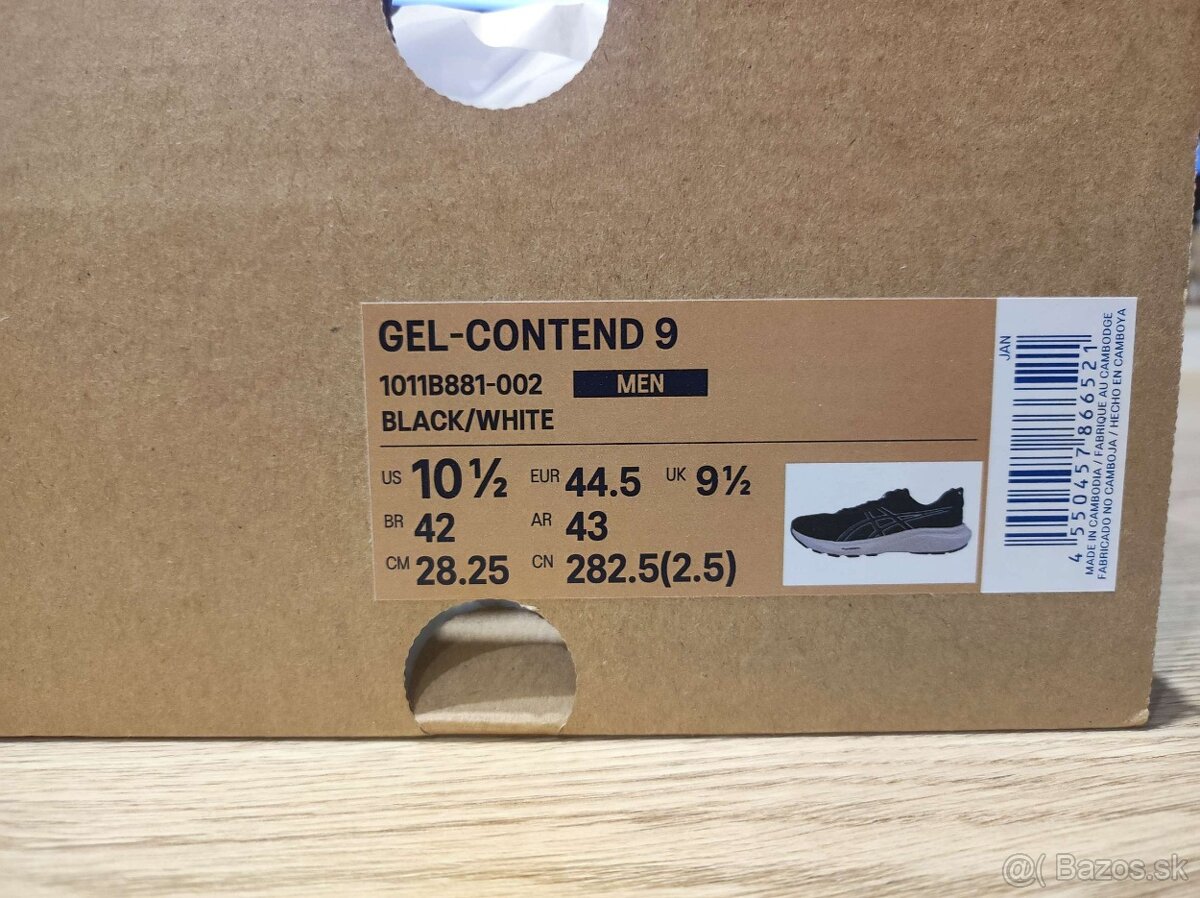 GEL-CONTEND 9
1011B881-002 MEN
BLACK/WHITE
US 10 ½ EUR 44.5 UK 9½
BR 42 AR 43
CM 28.25 CN 282.5(2.5)
JAN
4 550457 866521
MADE IN CAMBODIA / FABRIQUE AU CAMBODGE
FABRICADO NO CAMBOJA / HECHO EN CAMBOYA
@( Bazos.sk